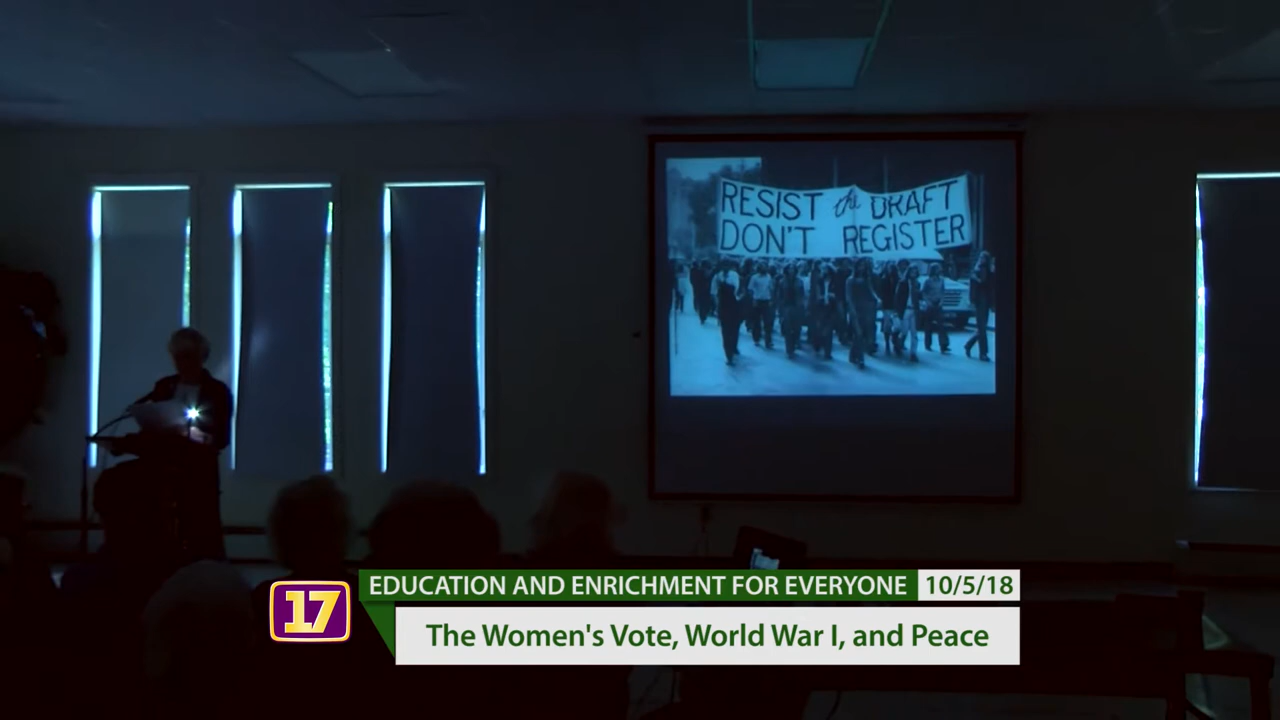 RESIST the DRAFT
DON'T REGISTER
EDUCATION AND ENRICHMENT FOR EVERYONE 10/5/18
17
The Women's Vote, World War I, and Peace